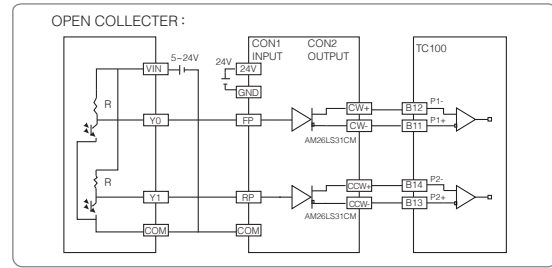 OPEN COLLECTER :
CON1 INPUT
CON2 OUTPUT
TC100
VIN
5~24V
24V
24V
GND
R
Y0
FP
CW+
B12
P1-
CW-
B11
P1+
AM26LS31CM
R
Y1
RP
CCW+
B14
P2-
CCW-
B13
P2+
AM26LS31CM
COM
COM